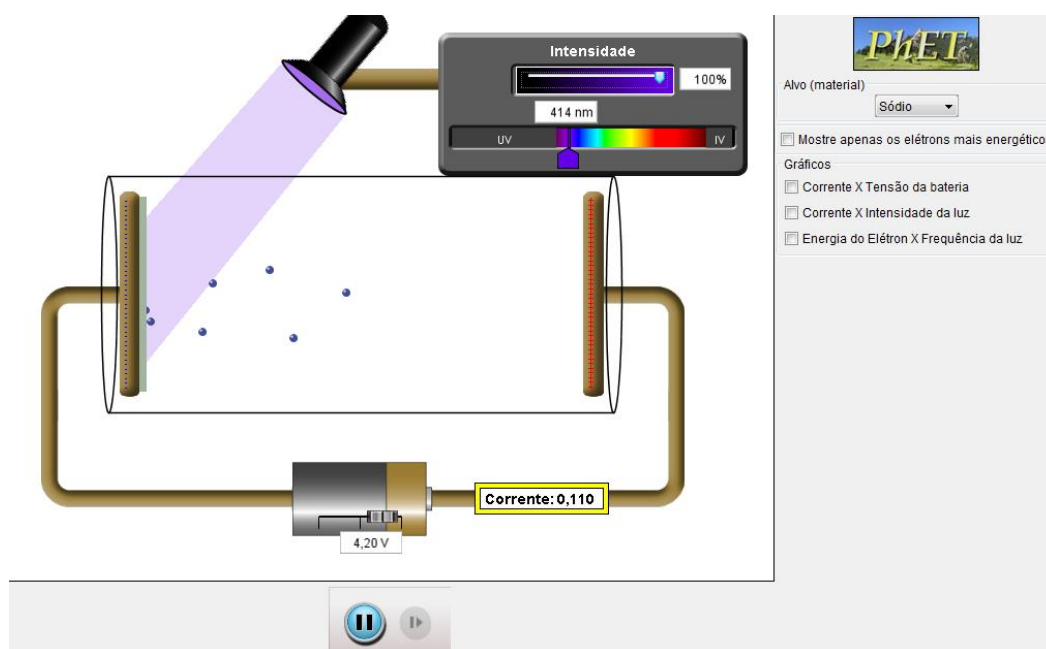 Intensidade
100%
414 nm
UV
IV
PhET
Alvo (material)
Sódio
Mostre apenas os elétrons mais energético
Gráficos
Corrente X Tensão da bateria
Corrente X Intensidade da luz
Energia do Elétron X Frequência da luz
Corrente: 0,110
4,20 V